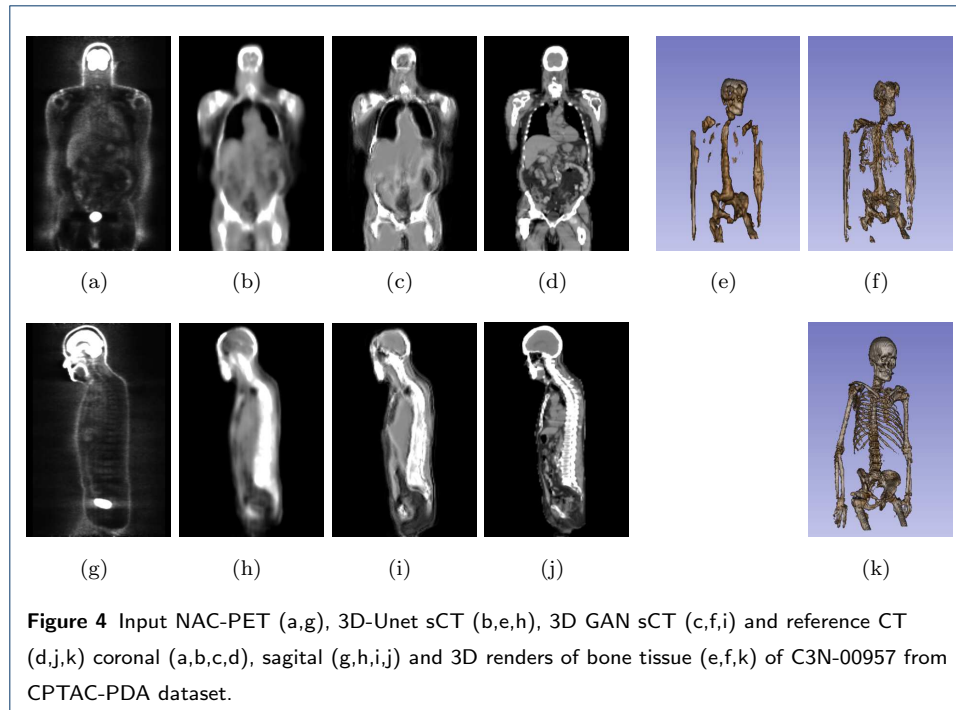 (a) (b) (c) (d) (e) (f)
(g) (h) (i) (j) (k)
Figure 4 Input NAC-PET (a,g), 3D-Unet sCT (b,e,h), 3D GAN sCT (c,f,i) and reference CT
(d,j,k) coronal (a,b,c,d), sagital (g,h,i,j) and 3D renders of bone tissue (e,f,k) of C3N-00957 from
CPTAC-PDA dataset.